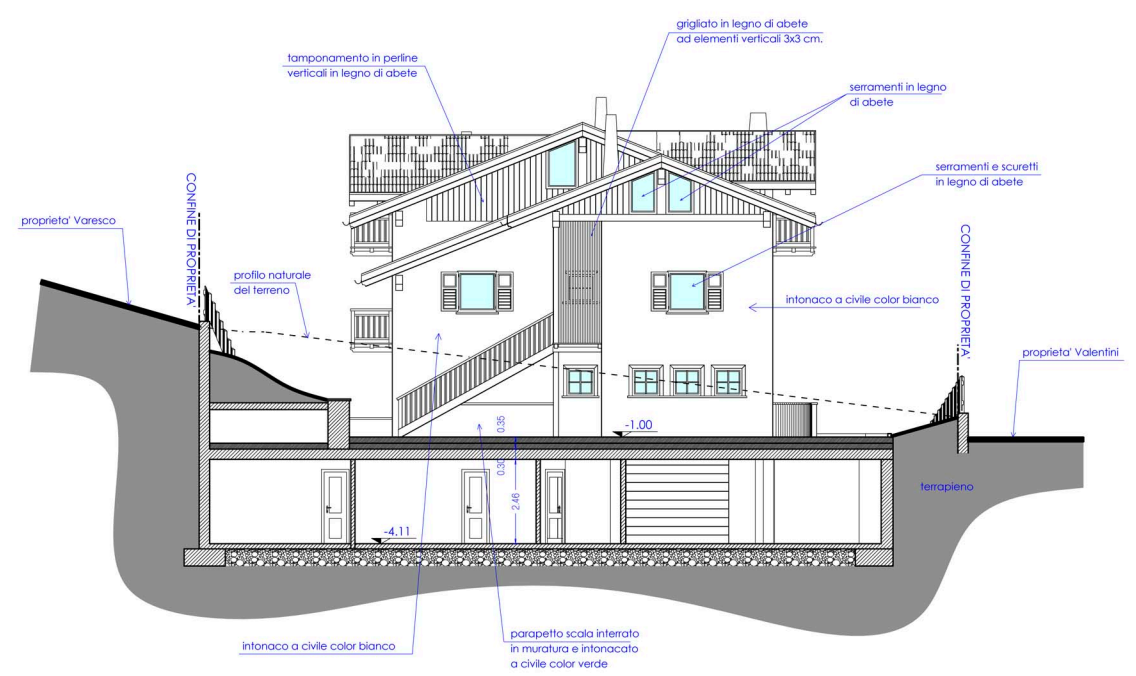 grigliato in legno di abete
ad elementi verticali 3x3 cm.
tamponamento in perline
verticali in legno di abete
serramenti in legno
di abete
serramenti e scuretti
in legno di abete
CONFINE DI PROPRIETA'
proprieta' Varesco
profilo naturale
del terreno
CONFINE DI PROPRIETA'
intonaco a civile color bianco
proprieta' Valentini
0.35
-1.00
0.30
2.46
terrapieno
-4.11
intonaco a civile color bianco
parapetto scala interrato
in muratura e intonacato
a civile color verde